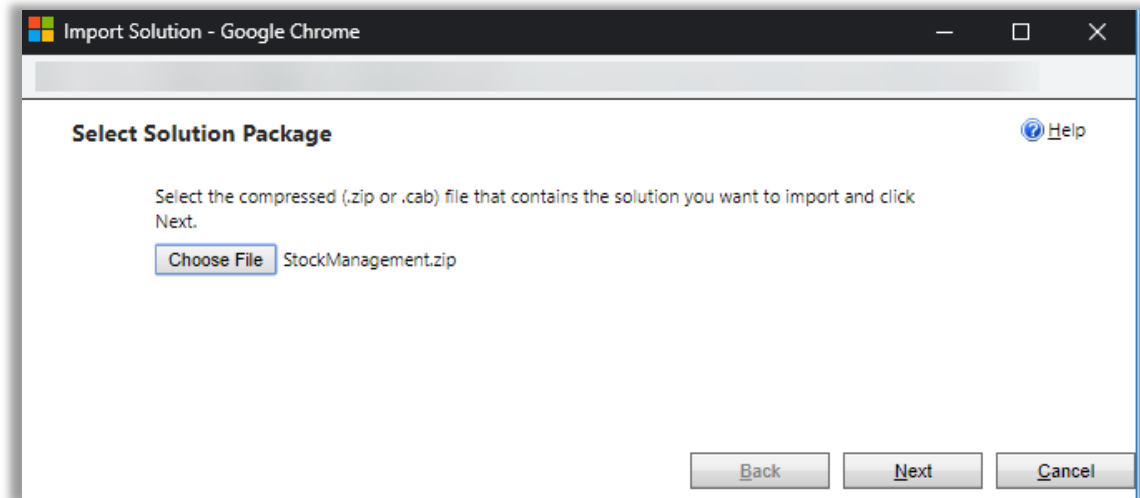 Import Solution - Google Chrome
Select Solution Package
Help
Select the compressed (.zip or .cab) file that contains the solution you want to import and click
Next.
Choose File StockManagement.zip
Back Next Cancel